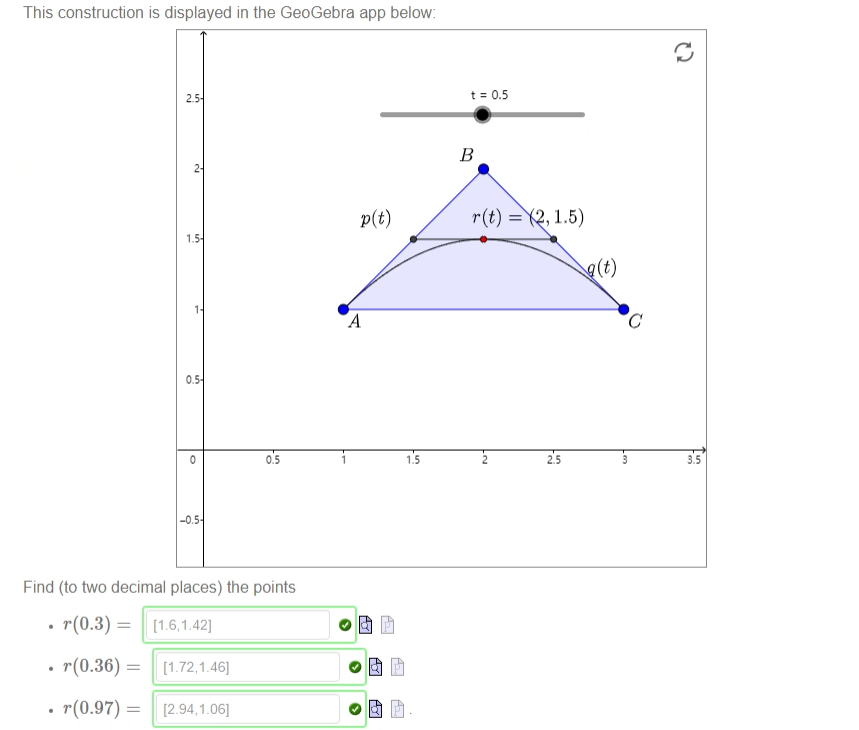 This construction is displayed in the GeoGebra app below:
t = 0.5
2.5
B
2
p(t)
r(t) = (2, 1.5)
1.5
q(t)
1
A
C
0.5
0
0.5
1
1.5
2
2.5
3
3.5
−0.5
Find (to two decimal places) the points
• r(0.3) = [1.6,1.42]
• r(0.36) = [1.72,1.46]
• r(0.97) = [2.94,1.06] .